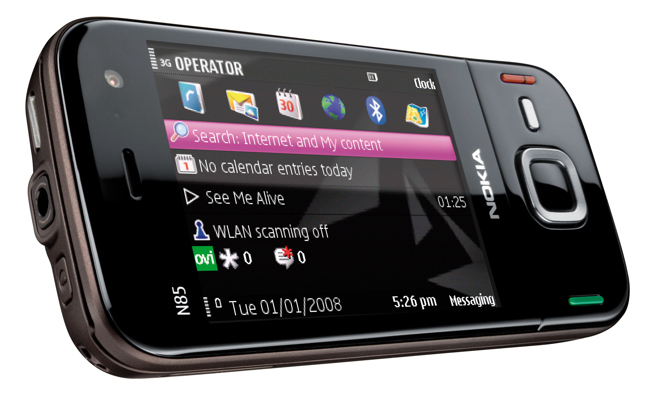 3G OPERATOR
Clock
30
Search: Internet and My content
1 No calendar entries today
See Me Alive 01:25
WLAN scanning off
ovi 0 0
Tue 01/01/2008 5:26 pm Messaging
N85
NOKIA